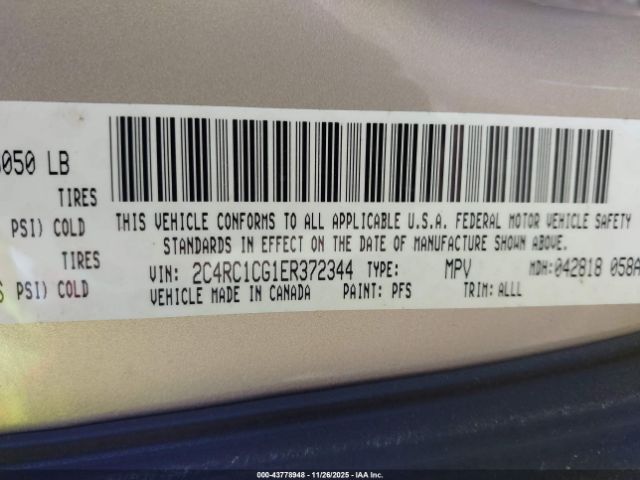 050 LB
TIRES
PSI) COLD
TIRES
PSI) COLD
THIS VEHICLE CONFORMS TO ALL APPLICABLE U.S.A. FEDERAL MOTOR VEHICLE SAFETY
STANDARDS IN EFFECT ON THE DATE OF MANUFACTURE SHOWN ABOVE.
VIN: 2C4RC1CG1ER372344 TYPE: MPV MDH:042818 058A
VEHICLE MADE IN CANADA PAINT: PFS TRIM: ALLL
000-43778948 | 11/26/2025 | IAA Inc.